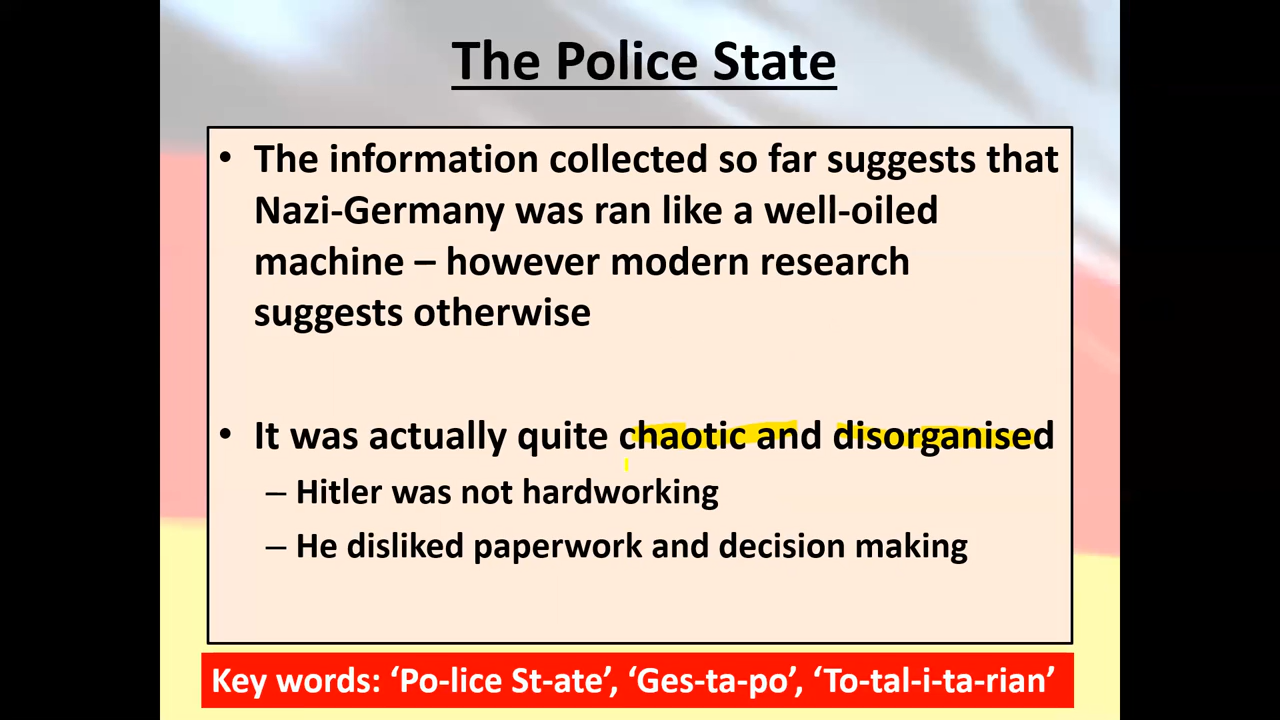 The Police State
• The information collected so far suggests that
Nazi-Germany was ran like a well-oiled
machine – however modern research
suggests otherwise
• It was actually quite chaotic and disorganised
– Hitler was not hardworking
– He disliked paperwork and decision making
Key words: ‘Po-lice St-ate’, ‘Ges-ta-po’, ‘To-tal-i-ta-rian’